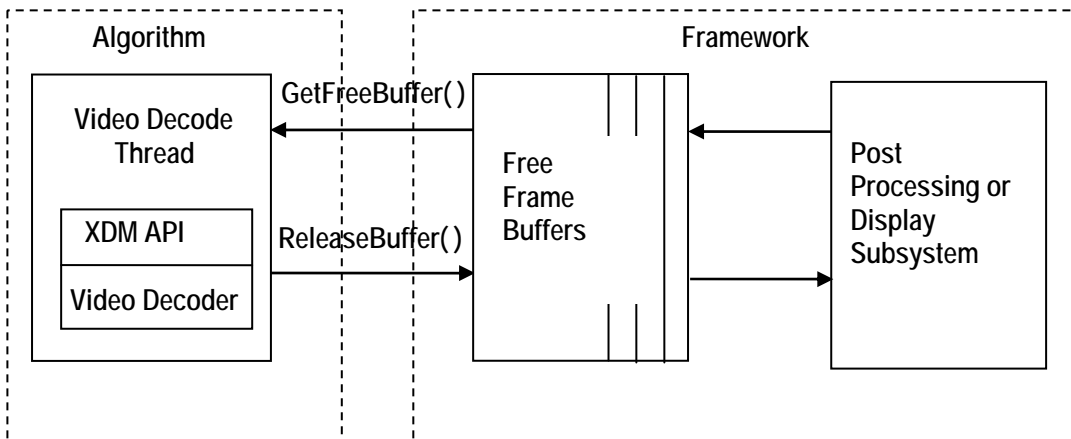 Algorithm
Framework
Video Decode
Thread
XDM API
Video Decoder
GetFreeBuffer( )
ReleaseBuffer( )
Free
Frame
Buffers
Post
Processing or
Display
Subsystem